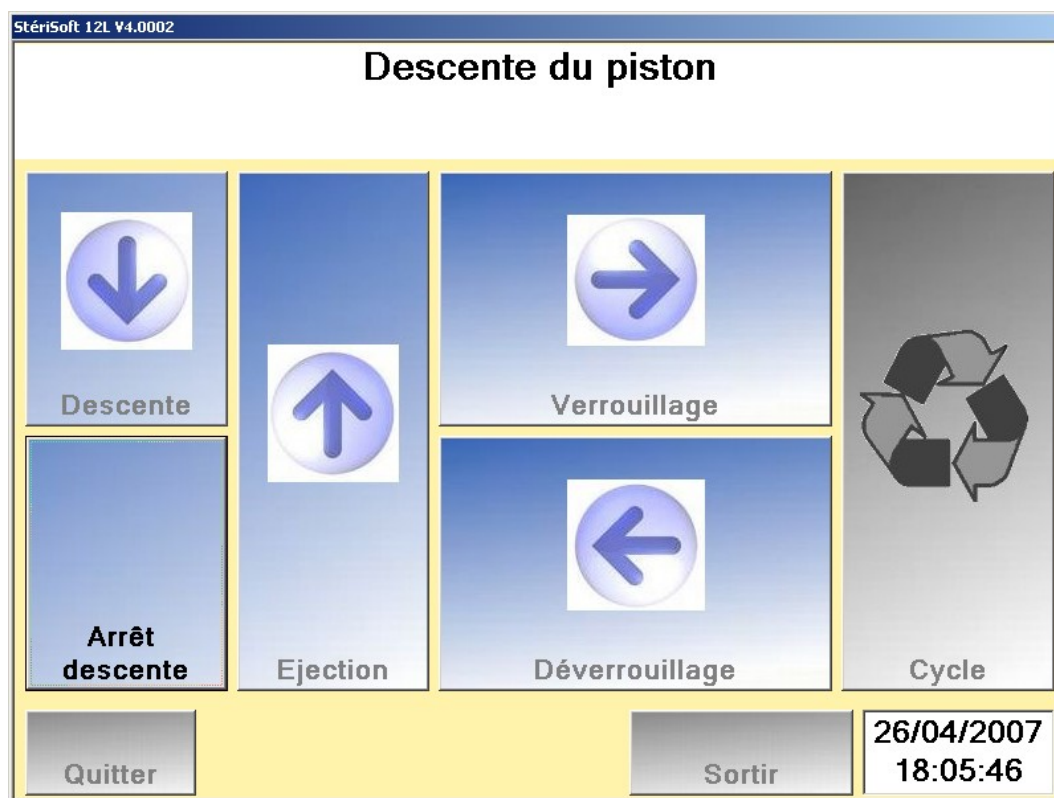 StériSoft 12L V4.0002
Descente du piston
Descente
Verrouillage
Arrêt
descente
Ejection
Déverrouillage
Cycle
Quitter
Sortir
26/04/2007
18:05:46